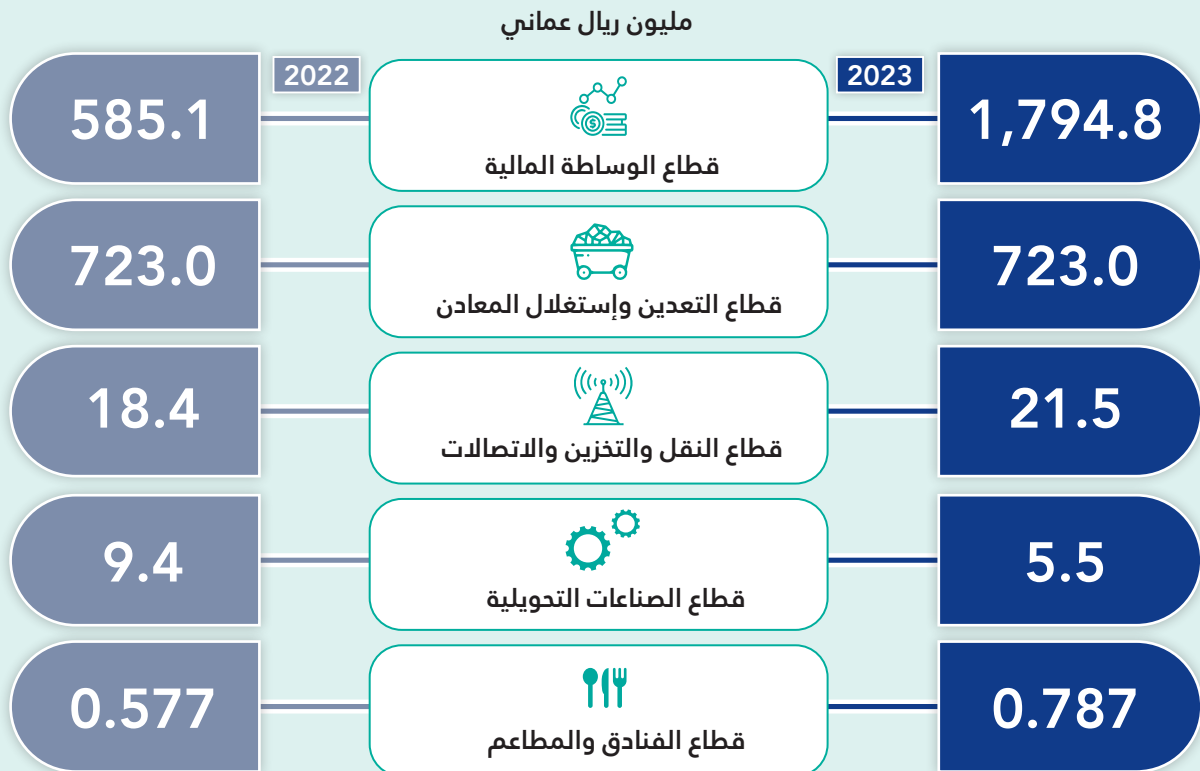 مليون ريال عماني
2023
2022
1,794.8
قطاع الوساطة المالية
585.1
723.0
قطاع التعدين وإستغلال المعادن
723.0
21.5
قطاع النقل والتخزين والاتصالات
18.4
5.5
قطاع الصناعات التحويلية
9.4
0.787
قطاع الفنادق والمطاعم
0.577